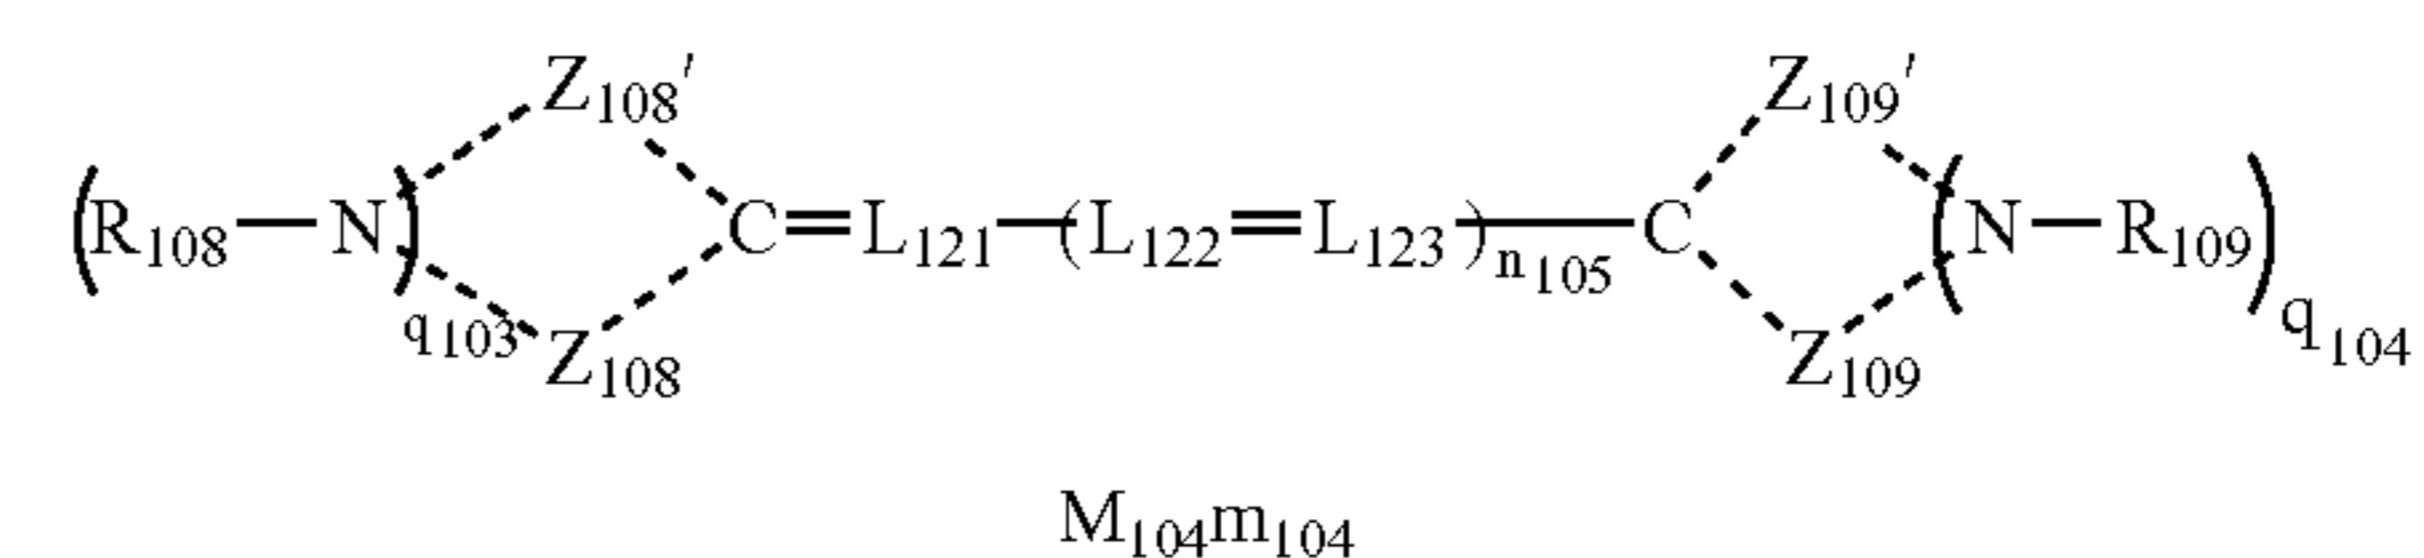 Z108′ Z109′
(R108—N)q103 C=L121—(L122=L123)n105—C (N—R109)q104
Z108 Z109
M104m104